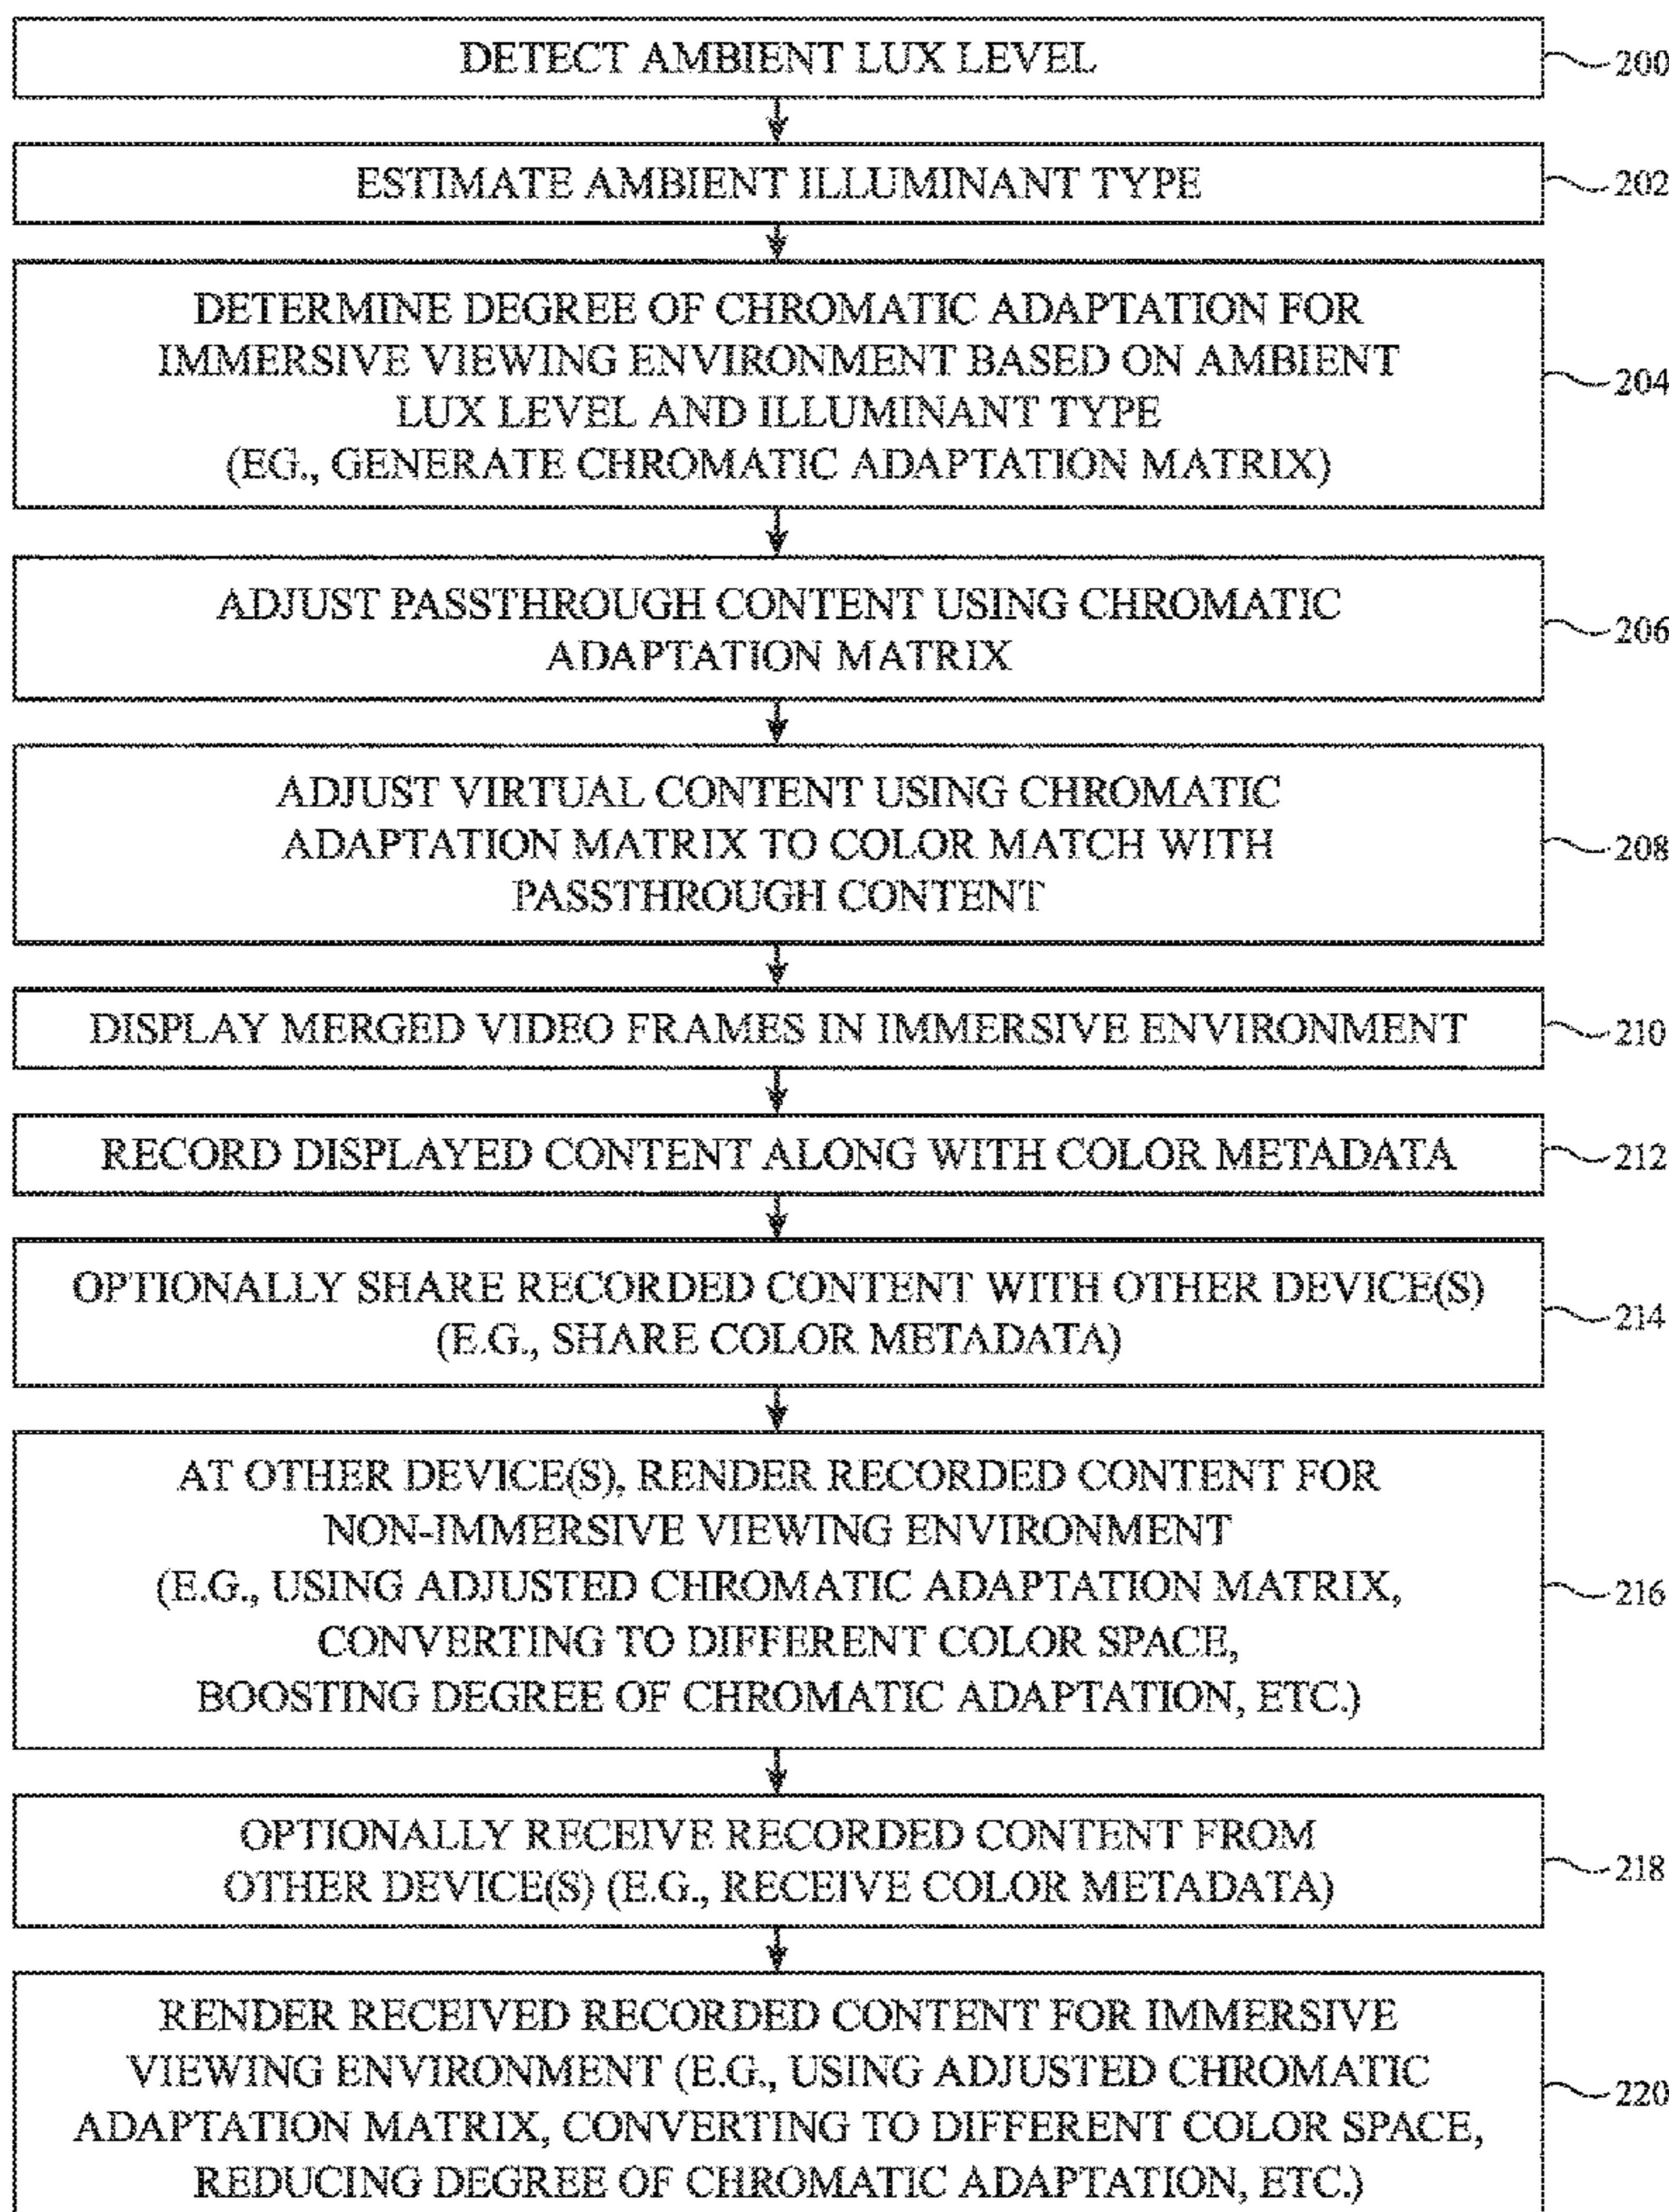 DETECT AMBIENT LUX LEVEL
200
ESTIMATE AMBIENT ILLUMINANT TYPE
202
DETERMINE DEGREE OF CHROMATIC ADAPTATION FOR
IMMERSIVE VIEWING ENVIRONMENT BASED ON AMBIENT
LUX LEVEL AND ILLUMINANT TYPE
(EG., GENERATE CHROMATIC ADAPTATION MATRIX)
204
ADJUST PASSTHROUGH CONTENT USING CHROMATIC
ADAPTATION MATRIX
206
ADJUST VIRTUAL CONTENT USING CHROMATIC
ADAPTATION MATRIX TO COLOR MATCH WITH
PASSTHROUGH CONTENT
208
DISPLAY MERGED VIDEO FRAMES IN IMMERSIVE ENVIRONMENT
210
RECORD DISPLAYED CONTENT ALONG WITH COLOR METADATA
212
OPTIONALLY SHARE RECORDED CONTENT WITH OTHER DEVICE(S)
(E.G., SHARE COLOR METADATA)
214
AT OTHER DEVICE(S), RENDER RECORDED CONTENT FOR
NON-IMMERSIVE VIEWING ENVIRONMENT
(E.G., USING ADJUSTED CHROMATIC ADAPTATION MATRIX,
CONVERTING TO DIFFERENT COLOR SPACE,
BOOSTING DEGREE OF CHROMATIC ADAPTATION, ETC.)
216
OPTIONALLY RECEIVE RECORDED CONTENT FROM
OTHER DEVICE(S) (E.G., RECEIVE COLOR METADATA)
218
RENDER RECEIVED RECORDED CONTENT FOR IMMERSIVE
VIEWING ENVIRONMENT (E.G., USING ADJUSTED CHROMATIC
ADAPTATION MATRIX, CONVERTING TO DIFFERENT COLOR SPACE,
REDUCING DEGREE OF CHROMATIC ADAPTATION, ETC.)
220